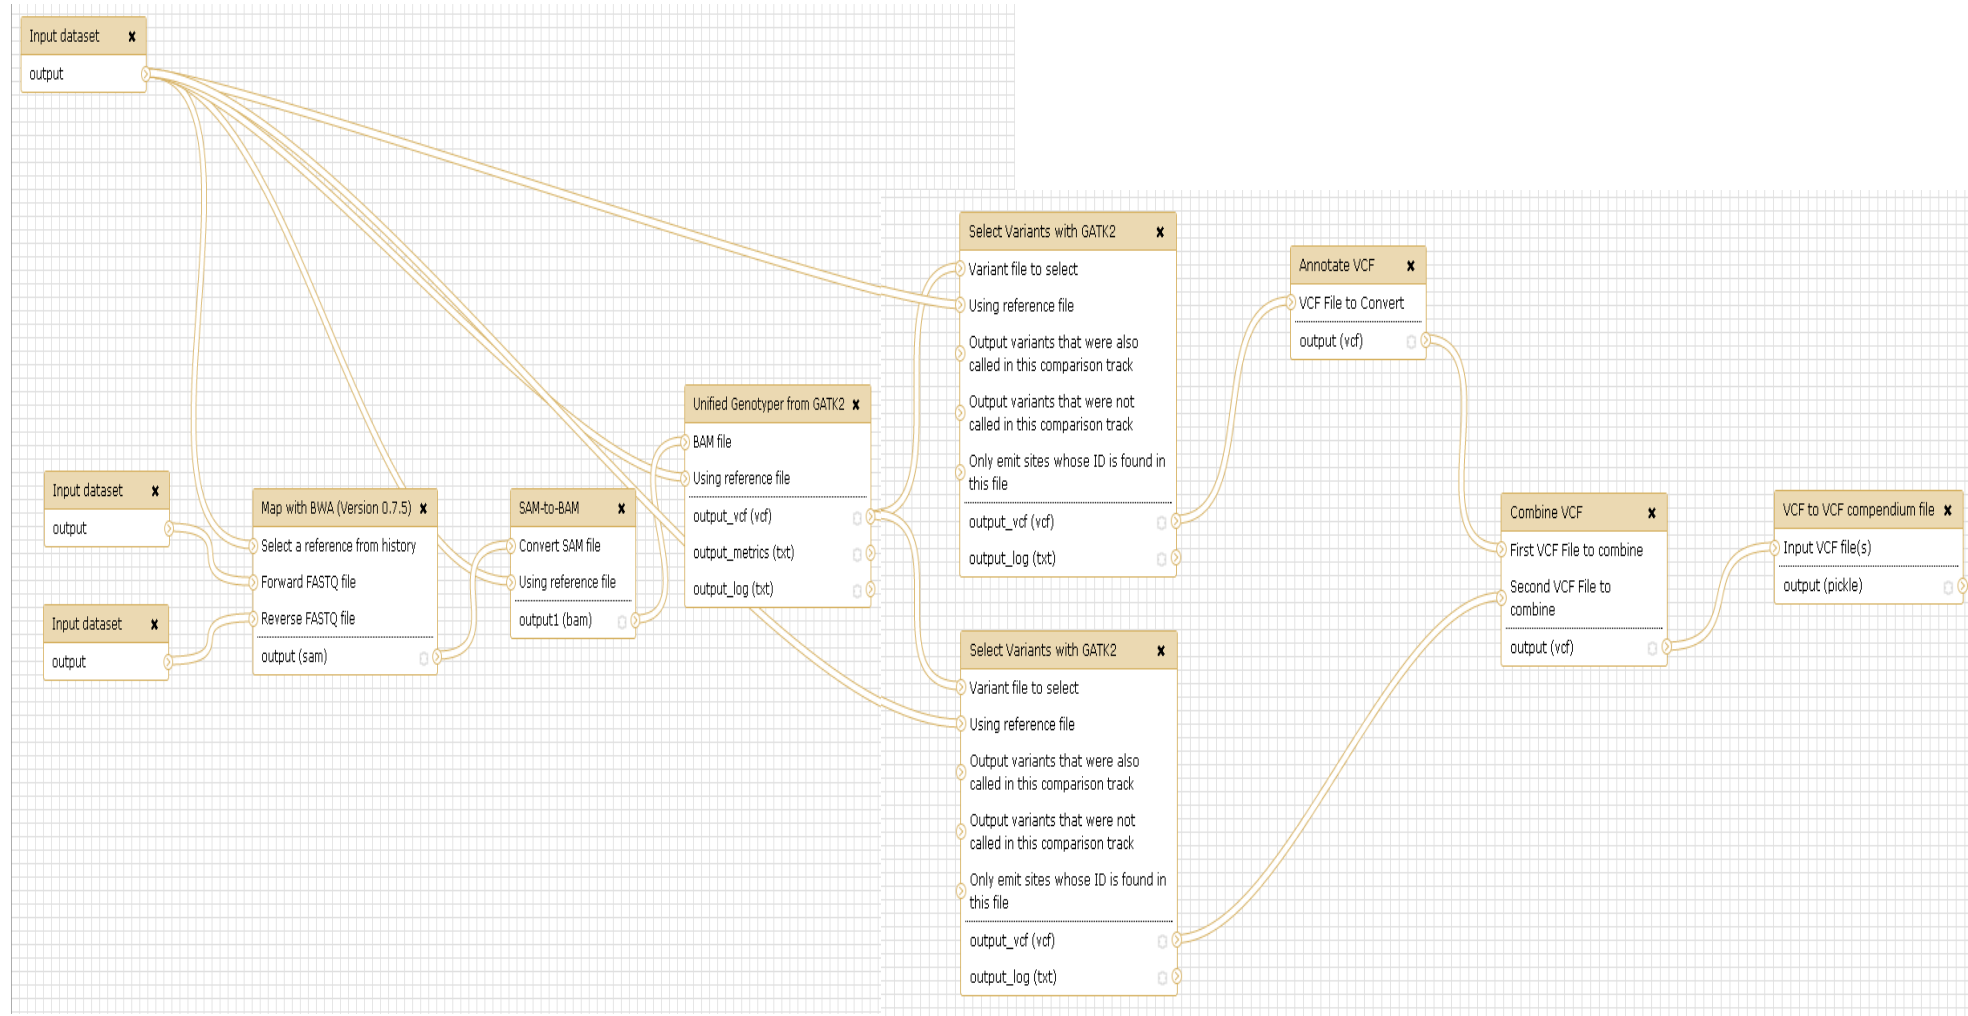 Input dataset
output
Input dataset
output
Input dataset
output
Map with BWA (Version 0.7.5)
Select a reference from history
Forward FASTQ file
Reverse FASTQ file
output (sam)
SAM-to-BAM
Convert SAM file
Using reference file
output1 (bam)
Unified Genotyper from GATK2
BAM file
Using reference file
output_vcf (vcf)
output_metrics (txt)
output_log (txt)
Select Variants with GATK2
Variant file to select
Using reference file
Output variants that were also
called in this comparison track
Output variants that were not
called in this comparison track
Only emit sites whose ID is found in
this file
output_vcf (vcf)
output_log (txt)
Select Variants with GATK2
Variant file to select
Using reference file
Output variants that were also
called in this comparison track
Output variants that were not
called in this comparison track
Only emit sites whose ID is found in
this file
output_vcf (vcf)
output_log (txt)
Annotate VCF
VCF File to Convert
output (vcf)
Combine VCF
First VCF File to combine
Second VCF File to
combine
output (vcf)
VCF to VCF compendium file
Input VCF file(s)
output (pickle)